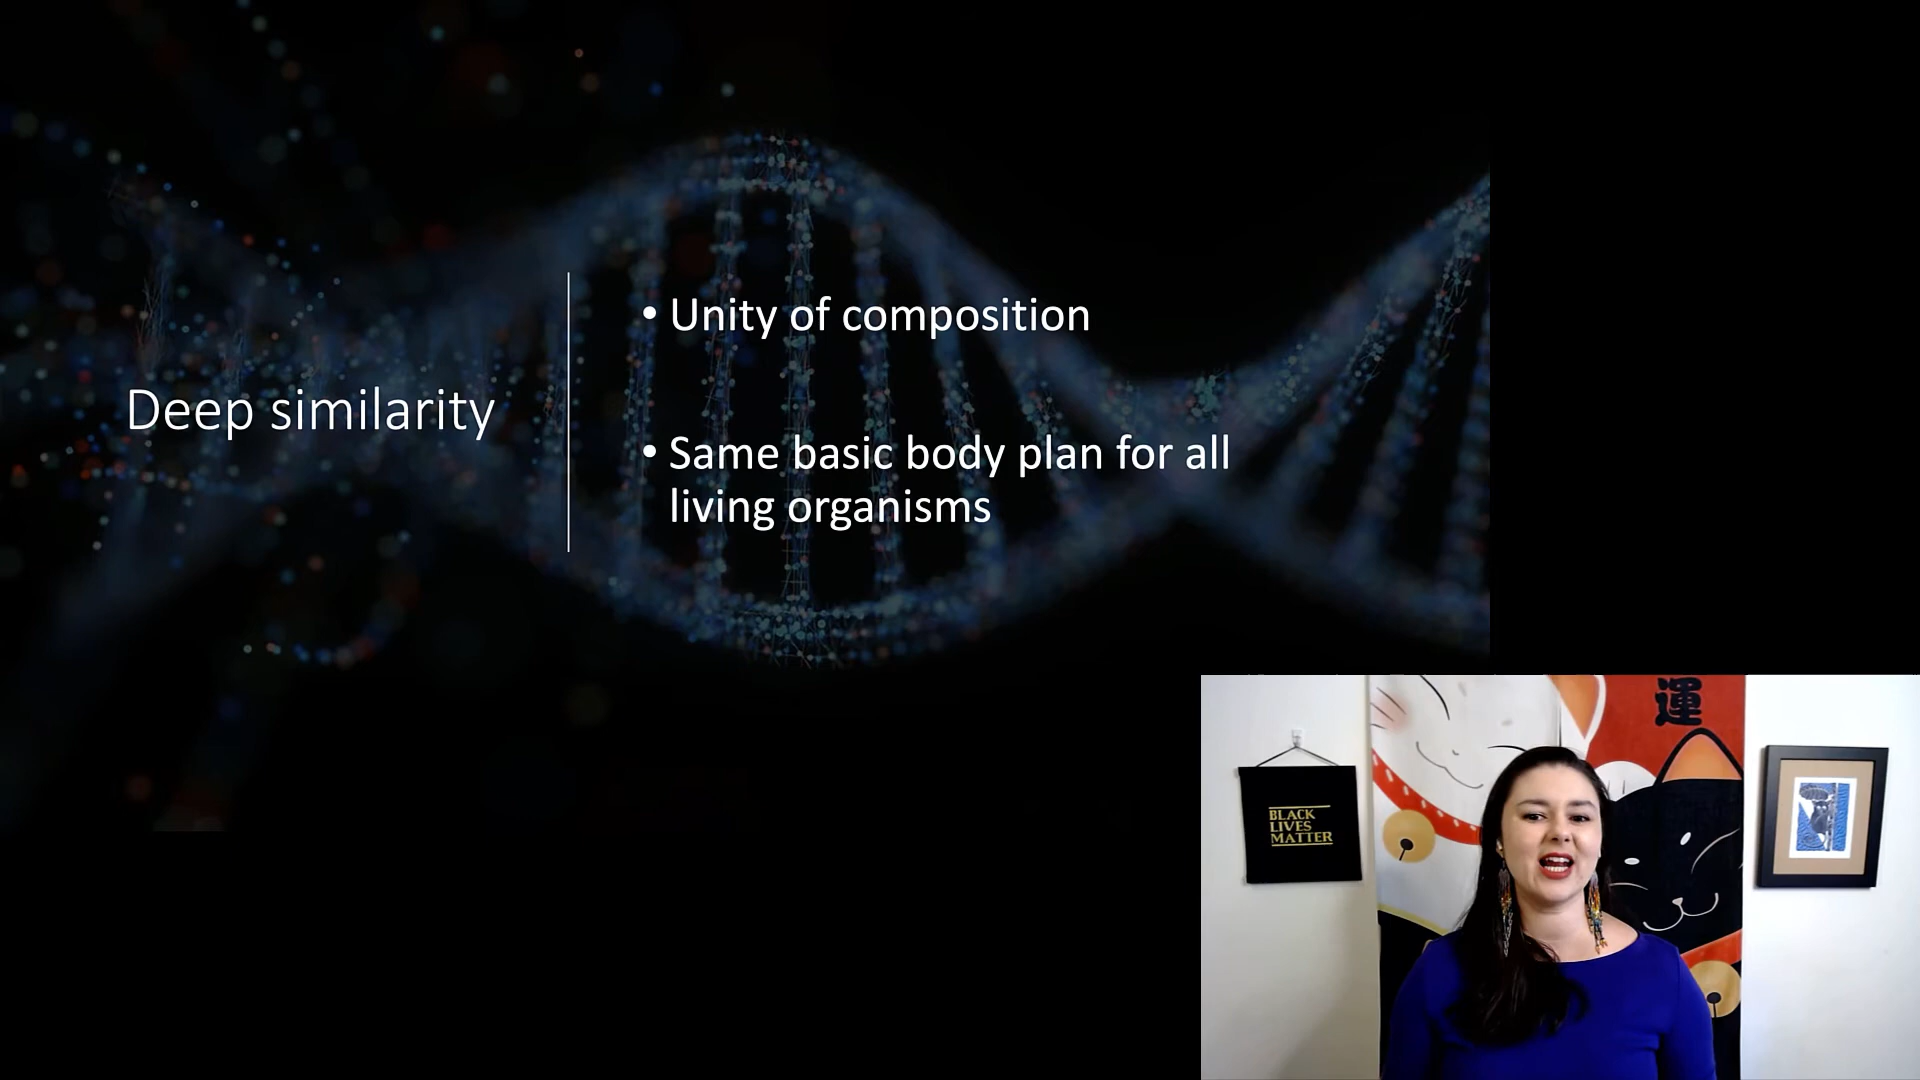 Deep similarity
• Unity of composition
• Same basic body plan for all
living organisms
運
BLACK
LIVES
MATTER